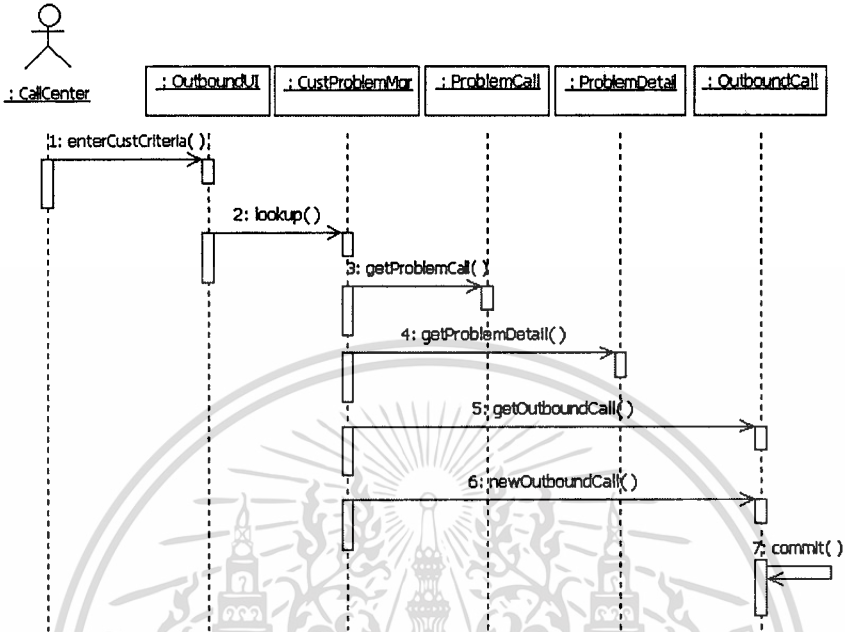 : CallCenter
: OutboundUI
: CustProblemMgr
: ProblemCall
: ProblemDetail
: OutboundCall
1: enterCustCriteria( )
2: lookup( )
3: getProblemCall( )
4: getProblemDetail( )
5: getOutboundCall( )
6: newOutboundCall( )
7: commit( )